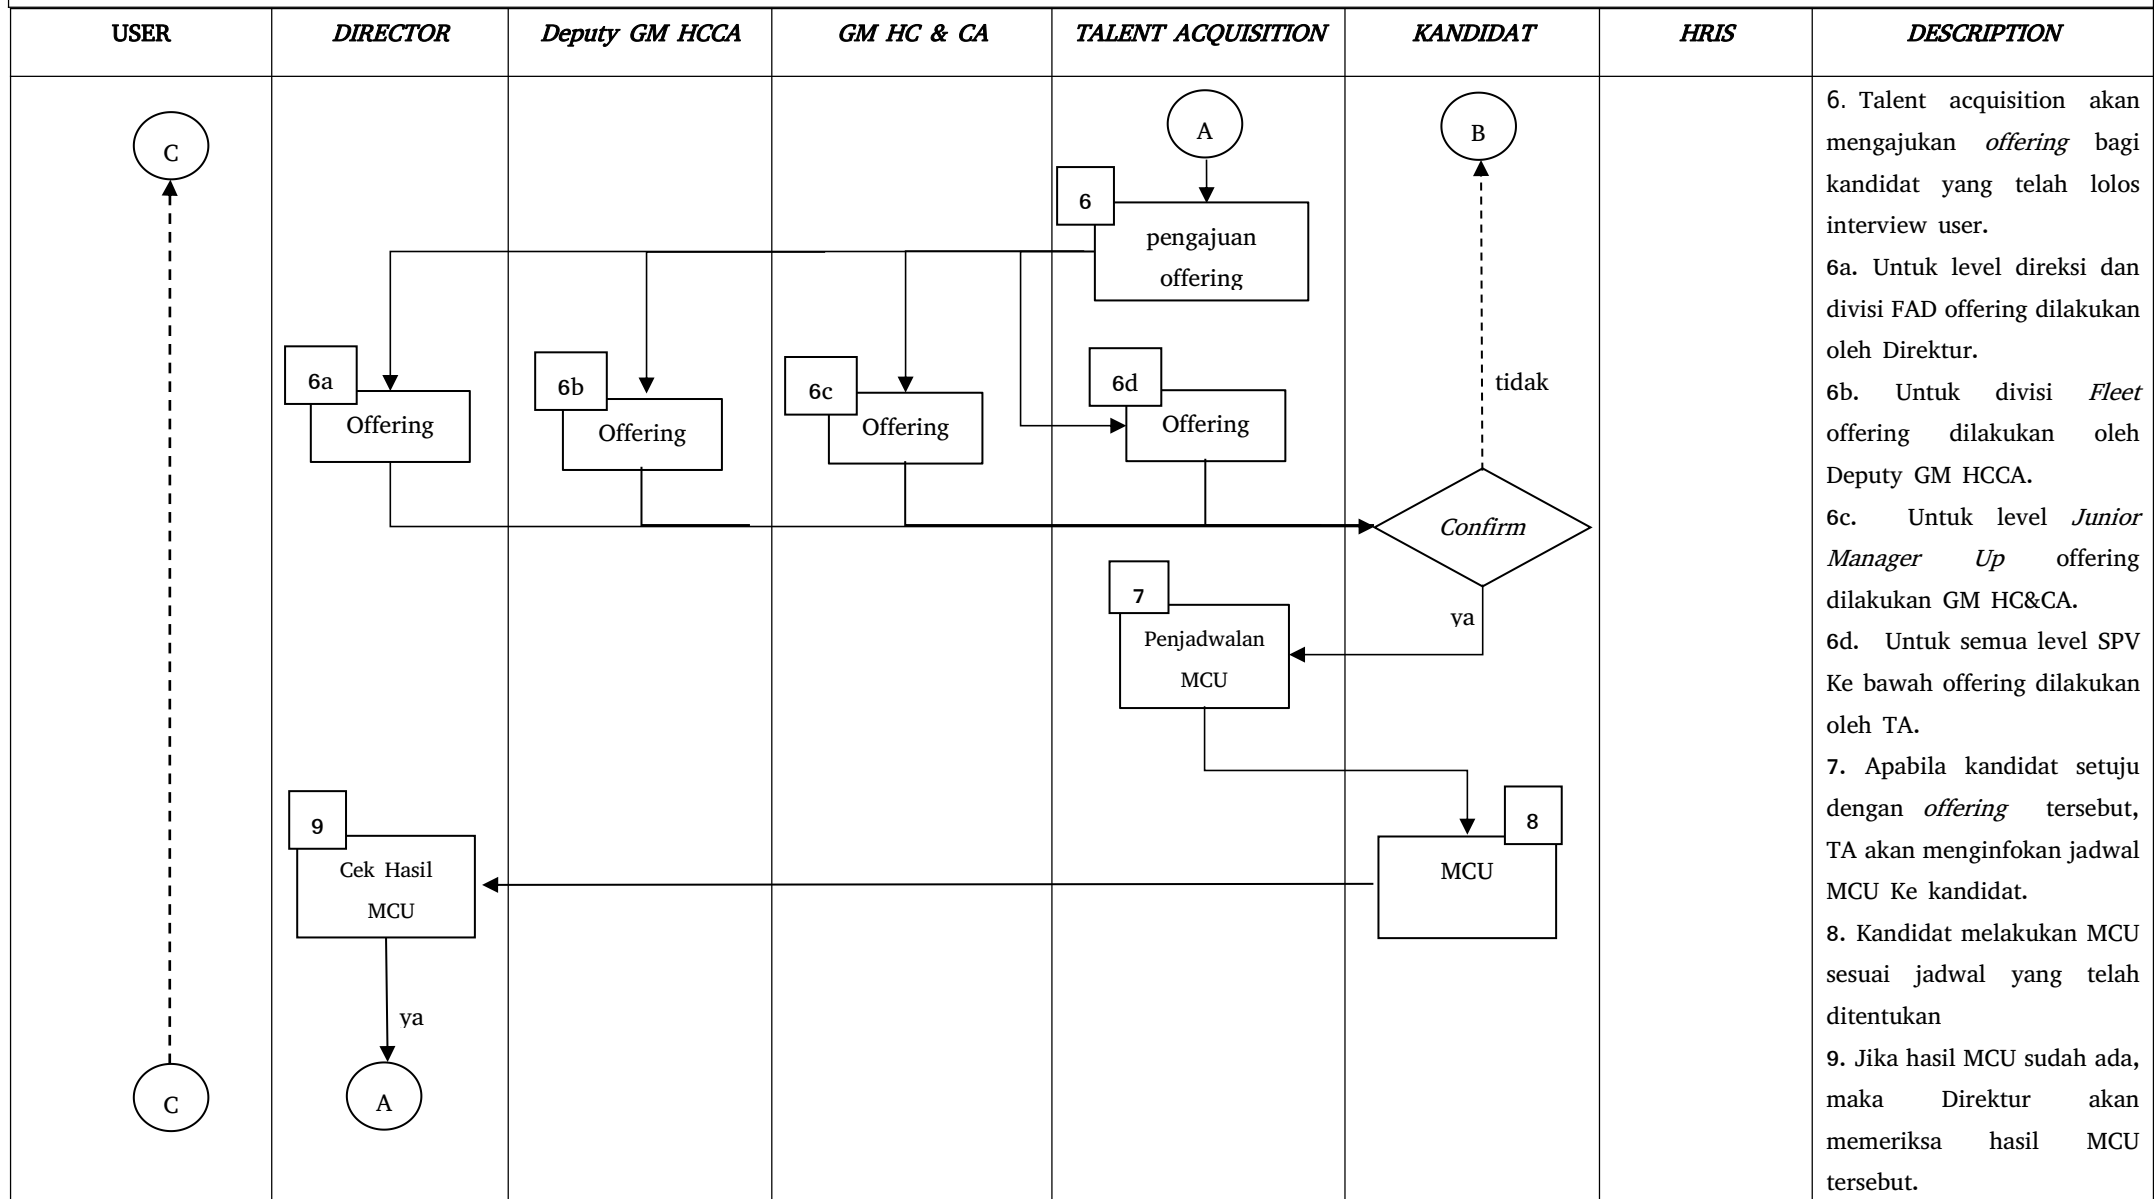 USER
DIRECTOR
Deputy GM HCCA
GM HC & CA
TALENT ACQUISITION
KANDIDAT
HRIS
DESCRIPTION
C
A
B
6
pengajuan
offering
6a
Offering
6b
Offering
6c
Offering
6d
Offering
tidak
Confirm
ya
7
Penjadwalan
MCU
8
MCU
9
Cek Hasil
MCU
ya
C
A
6. Talent acquisition akan
mengajukan offering bagi
kandidat yang telah lolos
interview user.
6a. Untuk level direksi dan
divisi FAD offering dilakukan
oleh Direktur.
6b. Untuk divisi Fleet
offering dilakukan oleh
Deputy GM HCCA.
6c. Untuk level Junior
Manager Up offering
dilakukan GM HC&CA.
6d. Untuk semua level SPV
Ke bawah offering dilakukan
oleh TA.
7. Apabila kandidat setuju
dengan offering tersebut,
TA akan menginfokan jadwal
MCU Ke kandidat.
8. Kandidat melakukan MCU
sesuai jadwal yang telah
ditentukan
9. Jika hasil MCU sudah ada,
maka Direktur akan
memeriksa hasil MCU
tersebut.